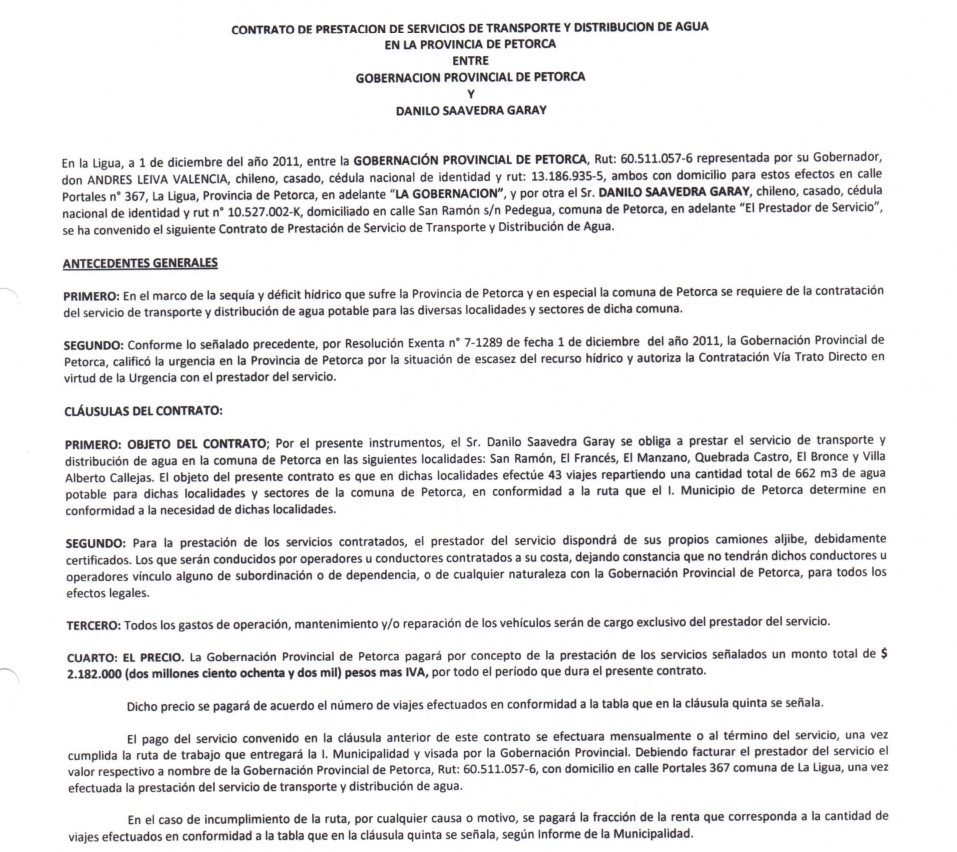 CONTRATO DE PRESTACION DE SERVICIOS DE TRANSPORTE Y DISTRIBUCION DE AGUA
EN LA PROVINCIA DE PETORCA
ENTRE
GOBERNACION PROVINCIAL DE PETORCA
Y
DANILO SAAVEDRA GARAY
En la Ligua, a 1 de diciembre del año 2011, entre la GOBERNACIÓN PROVINCIAL DE PETORCA, Rut: 60.511.057-6 representada por su Gobernador,
don ANDRES LEIVA VALENCIA, chileno, casado, cédula nacional de identidad y rut: 13.186.935-5, ambos con domicilio para estos efectos en calle
Portales n° 367, La Ligua, Provincia de Petorca, en adelante "LA GOBERNACION", y por otra el Sr. DANILO SAAVEDRA GARAY, chileno, casado, cédula
nacional de identidad y rut n° 10.527.002-K, domiciliado en calle San Ramón s/n Pedegua, comuna de Petorca, en adelante "El Prestador de Servicio",
se ha convenido el siguiente Contrato de Prestación de Servicio de Transporte y Distribución de Agua.
ANTECEDENTES GENERALES
PRIMERO: En el marco de la sequía y déficit hídrico que sufre la Provincia de Petorca y en especial la comuna de Petorca se requiere de la contratación
del servicio de transporte y distribución de agua potable para las diversas localidades y sectores de dicha comuna.
SEGUNDO: Conforme lo señalado precedente, por Resolución Exenta n° 7-1289 de fecha 1 de diciembre del año 2011, la Gobernación Provincial de
Petorca, calificó la urgencia en la Provincia de Petorca por la situación de escasez del recurso hídrico y autoriza la Contratación Vía Trato Directo en
virtud de la Urgencia con el prestador del servicio.
CLÁUSULAS DEL CONTRATO:
PRIMERO: OBJETO DEL CONTRATO; Por el presente instrumentos, el Sr. Danilo Saavedra Garay se obliga a prestar el servicio de transporte y
distribución de agua en la comuna de Petorca en las siguientes localidades: San Ramón, El Francés, El Manzano, Quebrada Castro, El Bronce y Villa
Alberto Callejas. El objeto del presente contrato es que en dichas localidades efectúe 43 viajes repartiendo una cantidad total de 662 m3 de agua
potable para dichas localidades y sectores de la comuna de Petorca, en conformidad a la ruta que el I. Municipio de Petorca determine en
conformidad a la necesidad de dichas localidades.
SEGUNDO: Para la prestación de los servicios contratados, el prestador del servicio dispondrá de sus propios camiones aljibe, debidamente
certificados. Los que serán conducidos por operadores u conductores contratados a su costa, dejando constancia que no tendrán dichos conductores u
operadores vínculo alguno de subordinación o de dependencia, o de cualquier naturaleza con la Gobernación Provincial de Petorca, para todos los
efectos legales.
TERCERO: Todos los gastos de operación, mantenimiento y/o reparación de los vehículos serán de cargo exclusivo del prestador del servicio.
CUARTO: EL PRECIO. La Gobernación Provincial de Petorca pagará por concepto de la prestación de los servicios señalados un monto total de $
2.182.000 (dos millones ciento ochenta y dos mil) pesos mas IVA, por todo el período que dura el presente contrato.
Dicho precio se pagará de acuerdo el número de viajes efectuados en conformidad a la tabla que en la cláusula quinta se señala.
El pago del servicio convenido en la cláusula anterior de este contrato se efectuara mensualmente o al término del servicio, una vez
cumplida la ruta de trabajo que entregará la I. Municipalidad y visada por la Gobernación Provincial. Debiendo facturar el prestador del servicio el
valor respectivo a nombre de la Gobernación Provincial de Petorca, Rut: 60.511.057-6, con domicilio en calle Portales 367 comuna de La Ligua, una vez
efectuada la prestación del servicio de transporte y distribución de agua.
En el caso de incumplimiento de la ruta, por cualquier causa o motivo, se pagará la fracción de la renta que corresponda a la cantidad de
viajes efectuados en conformidad a la tabla que en la cláusula quinta se señala, según Informe de la Municipalidad.